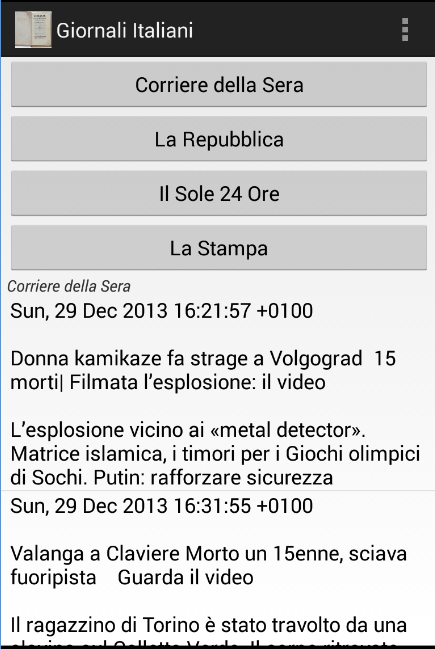 Giornali Italiani
Corriere della Sera
La Repubblica
Il Sole 24 Ore
La Stampa
Corriere della Sera
Sun, 29 Dec 2013 16:21:57 +0100
Donna kamikaze fa strage a Volgograd  15
morti| Filmata l'esplosione: il video
L'esplosione vicino ai «metal detector».
Matrice islamica, i timori per i Giochi olimpici
di Sochi. Putin: rafforzare sicurezza
Sun, 29 Dec 2013 16:31:55 +0100
Valanga a Claviere Morto un 15enne, sciava
fuoripista    Guarda il video
Il ragazzino di Torino è stato travolto da una